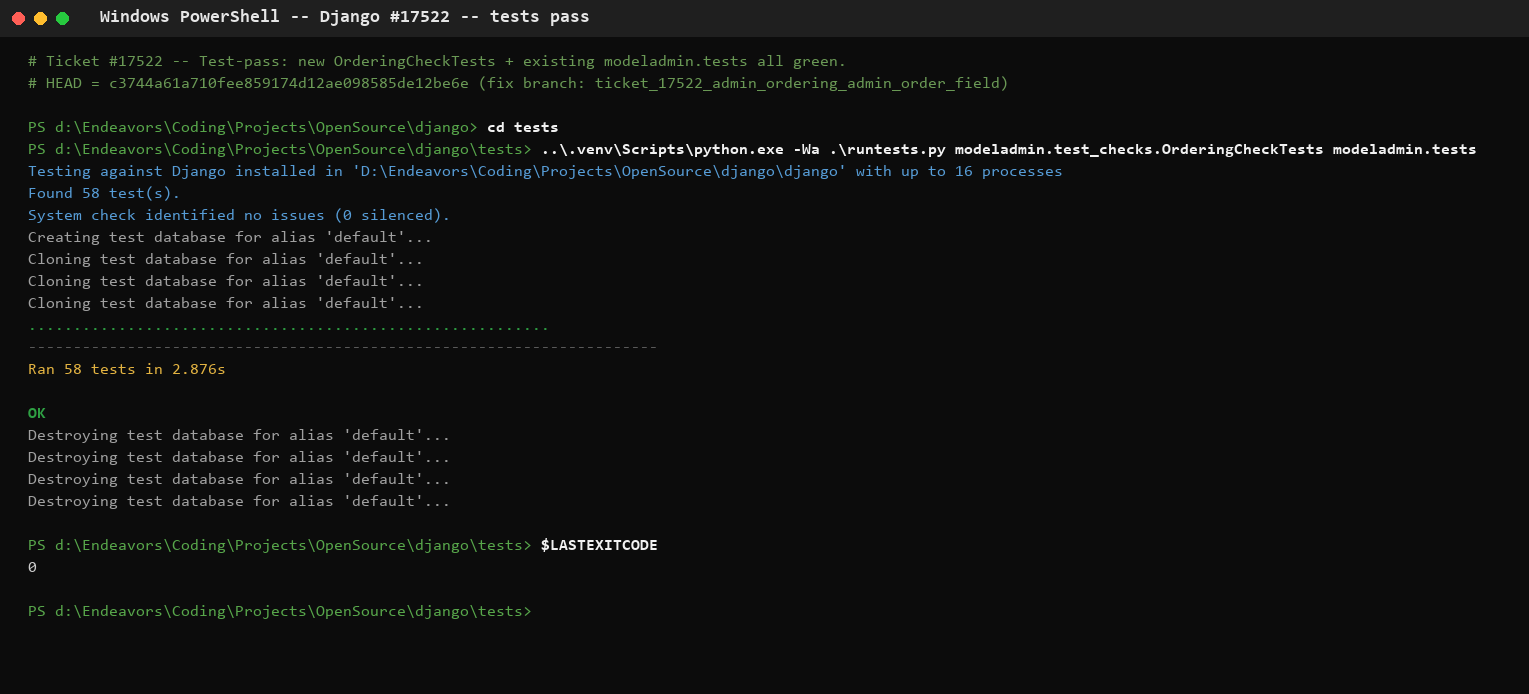 Windows PowerShell -- Django #17522 -- tests pass
# Ticket #17522 -- Test-pass: new OrderingCheckTests + existing modeladmin.tests all green.
# HEAD = c3744a61a710fee859174d12ae098585de12be6e (fix branch: ticket_17522_admin_ordering_admin_order_field)
PS d:\Endeavors\Coding\Projects\OpenSource\django> cd tests
PS d:\Endeavors\Coding\Projects\OpenSource\django\tests> ..\.venv\Scripts\python.exe -Wa .\runtests.py modeladmin.test_checks.OrderingCheckTests modeladmin.tests
Testing against Django installed in 'D:\Endeavors\Coding\Projects\OpenSource\django\django' with up to 16 processes
Found 58 test(s).
System check identified no issues (0 silenced).
Creating test database for alias 'default'...
Cloning test database for alias 'default'...
Cloning test database for alias 'default'...
Cloning test database for alias 'default'...
..........................................................
----------------------------------------------------------------------
Ran 58 tests in 2.876s
OK
Destroying test database for alias 'default'...
Destroying test database for alias 'default'...
Destroying test database for alias 'default'...
Destroying test database for alias 'default'...
PS d:\Endeavors\Coding\Projects\OpenSource\django\tests> $LASTEXITCODE
0
PS d:\Endeavors\Coding\Projects\OpenSource\django\tests>